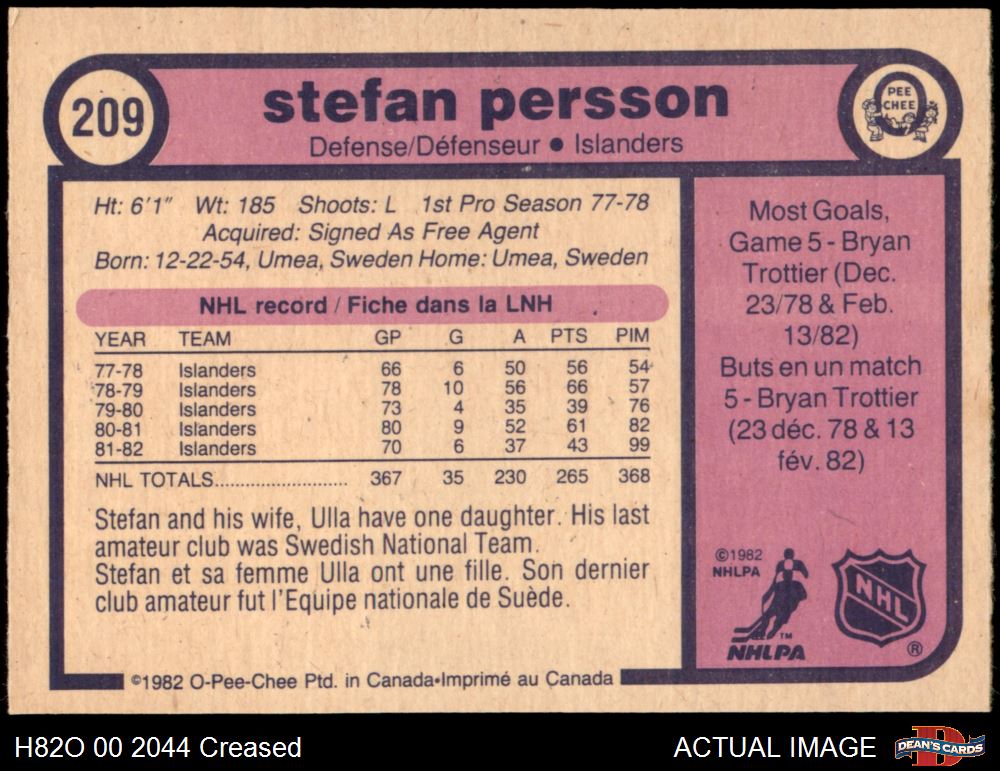 209
stefan persson
Defense/Défenseur • Islanders
O
PEE
CHEE
Ht: 6'1" Wt: 185 Shoots: L 1st Pro Season 77-78
Acquired: Signed As Free Agent
Born: 12-22-54, Umea, Sweden Home: Umea, Sweden
NHL record / Fiche dans la LNH
YEAR TEAM GP G A PTS PIM
77-78 Islanders 66 6 50 56 54
78-79 Islanders 78 10 56 66 57
79-80 Islanders 73 4 35 39 76
80-81 Islanders 80 9 52 61 82
81-82 Islanders 70 6 37 43 99
NHL TOTALS...................... 367 35 230 265 368
Stefan and his wife, Ulla have one daughter. His last
amateur club was Swedish National Team.
Stefan et sa femme Ulla ont une fille. Son dernier
club amateur fut l'Equipe nationale de Suède.
Most Goals,
Game 5 - Bryan
Trottier (Dec.
23/78 & Feb.
13/82)
Buts en un match
5 - Bryan Trottier
(23 déc. 78 & 13
fév. 82)
©1982
NHLPA
TM
NHLPA
NHL
®
©1982 O-Pee-Chee Ptd. in Canada•Imprimé au Canada
H82O 00 2044 Creased
ACTUAL IMAGE
D
DEAN'S CARDS